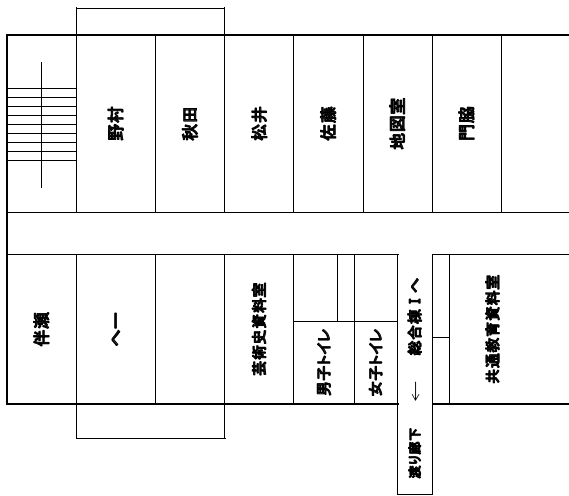 野村
秋田
松井
佐藤
地図室
門脇
伴瀬
へー
芸術史資料室
男子トイレ
女子トイレ
渡り廊下 ← 総合棟Ⅰへ
共通教育資料室